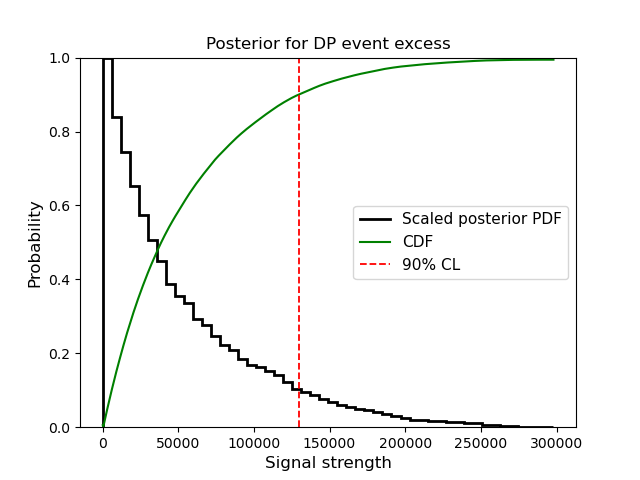 Posterior for DP event excess
1.0
0.8
0.6
0.4
0.2
0.0
Probability
Scaled posterior PDF
CDF
90% CL
0 50000 100000 150000 200000 250000 300000
Signal strength